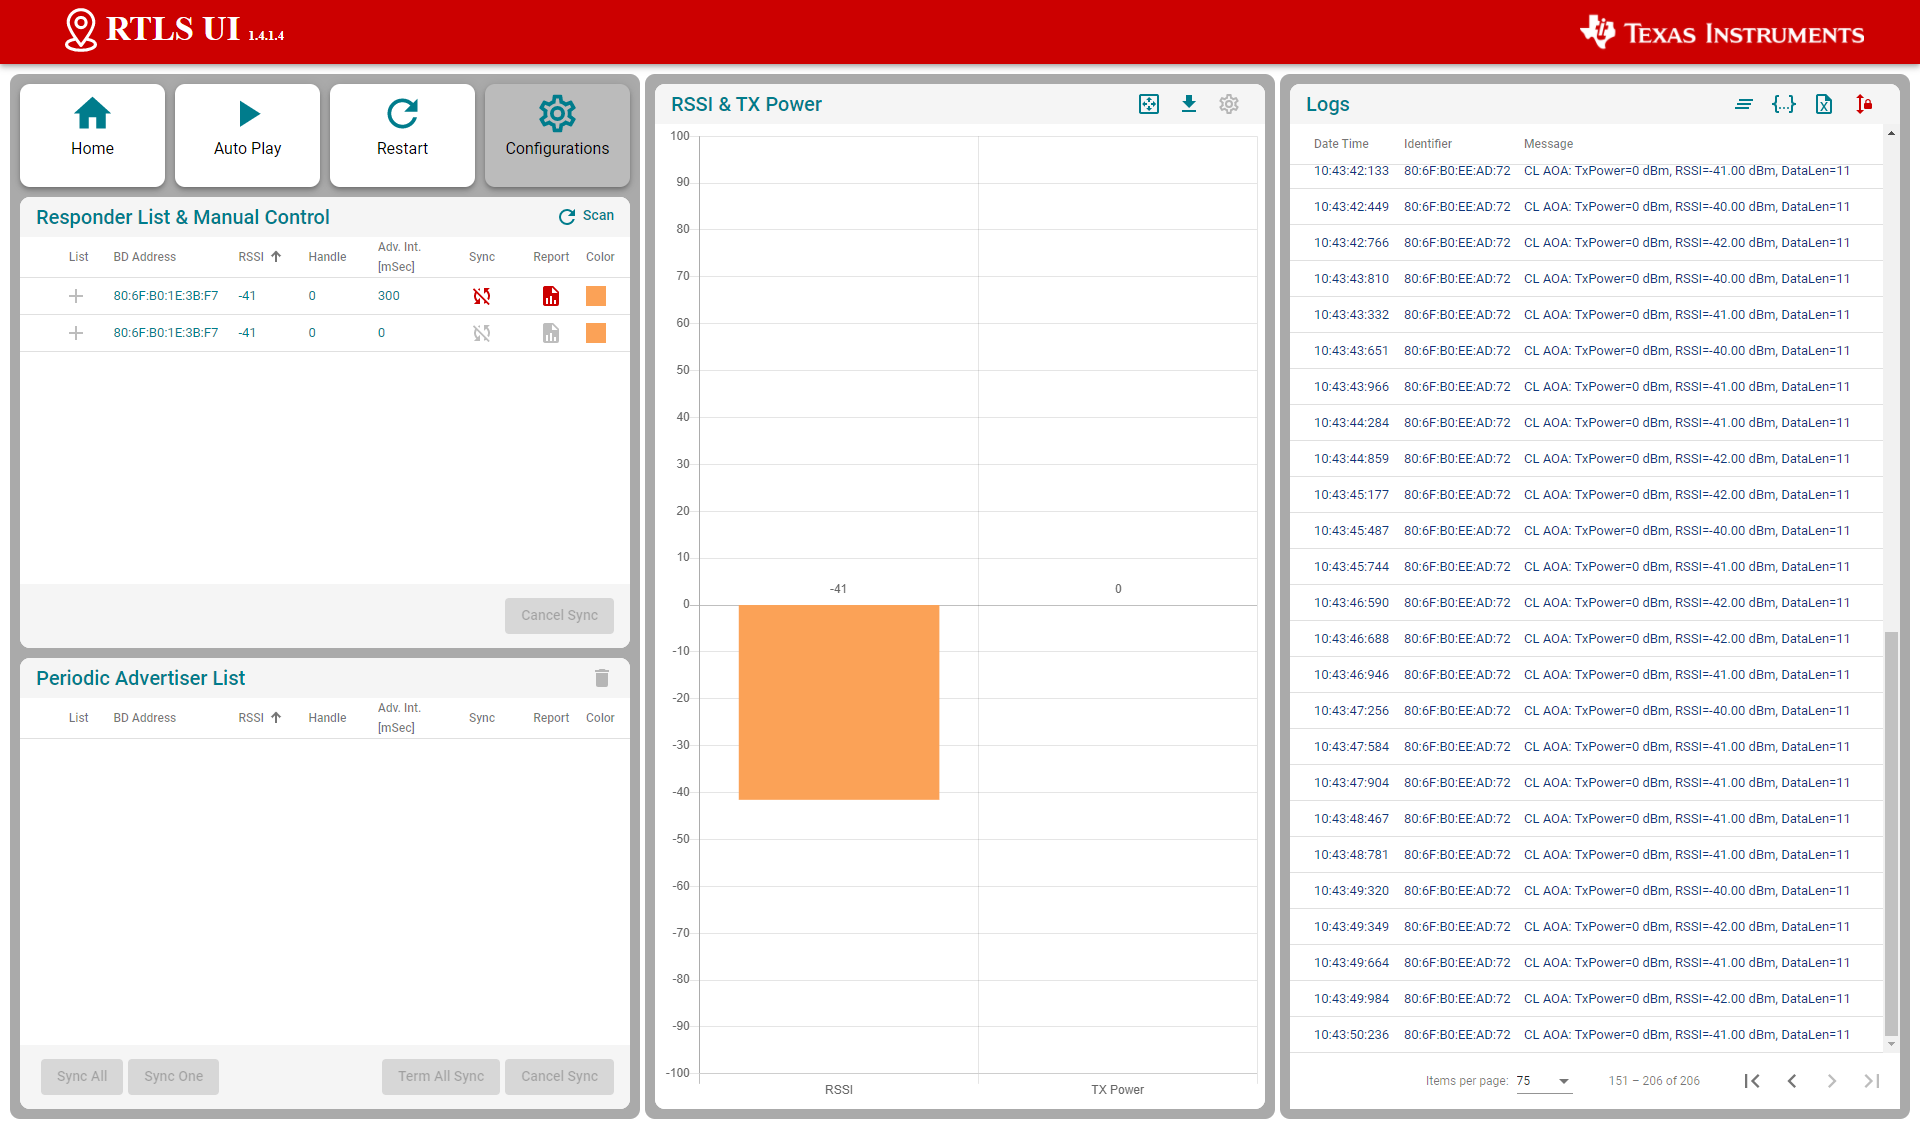 RTLS UI 1.4.1.4
TEXAS INSTRUMENTS
Home
Auto Play
Restart
Configurations
Responder List & Manual Control
Scan
List BD Address RSSI Handle Adv. Int. [mSec] Sync Report Color
80:6F:B0:1E:3B:F7 -41 0 300
80:6F:B0:1E:3B:F7 -41 0 0
Cancel Sync
Periodic Advertiser List
List BD Address RSSI Handle Adv. Int. [mSec] Sync Report Color
Sync All
Sync One
Term All Sync
Cancel Sync
RSSI & TX Power
100
90
80
70
60
50
40
30
20
10
0
-10
-20
-30
-40
-50
-60
-70
-80
-90
-100
-41
0
RSSI
TX Power
Logs
Date Time Identifier Message
10:43:42:133 80:6F:B0:EE:AD:72 CL AOA: TxPower=0 dBm, RSSI=-41.00 dBm, DataLen=11
10:43:42:449 80:6F:B0:EE:AD:72 CL AOA: TxPower=0 dBm, RSSI=-40.00 dBm, DataLen=11
10:43:42:766 80:6F:B0:EE:AD:72 CL AOA: TxPower=0 dBm, RSSI=-42.00 dBm, DataLen=11
10:43:43:810 80:6F:B0:EE:AD:72 CL AOA: TxPower=0 dBm, RSSI=-40.00 dBm, DataLen=11
10:43:43:332 80:6F:B0:EE:AD:72 CL AOA: TxPower=0 dBm, RSSI=-41.00 dBm, DataLen=11
10:43:43:651 80:6F:B0:EE:AD:72 CL AOA: TxPower=0 dBm, RSSI=-40.00 dBm, DataLen=11
10:43:43:966 80:6F:B0:EE:AD:72 CL AOA: TxPower=0 dBm, RSSI=-41.00 dBm, DataLen=11
10:43:44:284 80:6F:B0:EE:AD:72 CL AOA: TxPower=0 dBm, RSSI=-41.00 dBm, DataLen=11
10:43:44:859 80:6F:B0:EE:AD:72 CL AOA: TxPower=0 dBm, RSSI=-42.00 dBm, DataLen=11
10:43:45:177 80:6F:B0:EE:AD:72 CL AOA: TxPower=0 dBm, RSSI=-42.00 dBm, DataLen=11
10:43:45:487 80:6F:B0:EE:AD:72 CL AOA: TxPower=0 dBm, RSSI=-40.00 dBm, DataLen=11
10:43:45:744 80:6F:B0:EE:AD:72 CL AOA: TxPower=0 dBm, RSSI=-41.00 dBm, DataLen=11
10:43:46:590 80:6F:B0:EE:AD:72 CL AOA: TxPower=0 dBm, RSSI=-42.00 dBm, DataLen=11
10:43:46:688 80:6F:B0:EE:AD:72 CL AOA: TxPower=0 dBm, RSSI=-42.00 dBm, DataLen=11
10:43:46:946 80:6F:B0:EE:AD:72 CL AOA: TxPower=0 dBm, RSSI=-41.00 dBm, DataLen=11
10:43:47:256 80:6F:B0:EE:AD:72 CL AOA: TxPower=0 dBm, RSSI=-40.00 dBm, DataLen=11
10:43:47:584 80:6F:B0:EE:AD:72 CL AOA: TxPower=0 dBm, RSSI=-41.00 dBm, DataLen=11
10:43:47:904 80:6F:B0:EE:AD:72 CL AOA: TxPower=0 dBm, RSSI=-41.00 dBm, DataLen=11
10:43:48:467 80:6F:B0:EE:AD:72 CL AOA: TxPower=0 dBm, RSSI=-41.00 dBm, DataLen=11
10:43:48:781 80:6F:B0:EE:AD:72 CL AOA: TxPower=0 dBm, RSSI=-41.00 dBm, DataLen=11
10:43:49:320 80:6F:B0:EE:AD:72 CL AOA: TxPower=0 dBm, RSSI=-40.00 dBm, DataLen=11
10:43:49:349 80:6F:B0:EE:AD:72 CL AOA: TxPower=0 dBm, RSSI=-42.00 dBm, DataLen=11
10:43:49:664 80:6F:B0:EE:AD:72 CL AOA: TxPower=0 dBm, RSSI=-41.00 dBm, DataLen=11
10:43:49:984 80:6F:B0:EE:AD:72 CL AOA: TxPower=0 dBm, RSSI=-42.00 dBm, DataLen=11
10:43:50:236 80:6F:B0:EE:AD:72 CL AOA: TxPower=0 dBm, RSSI=-41.00 dBm, DataLen=11
Items per page: 75 151 – 206 of 206